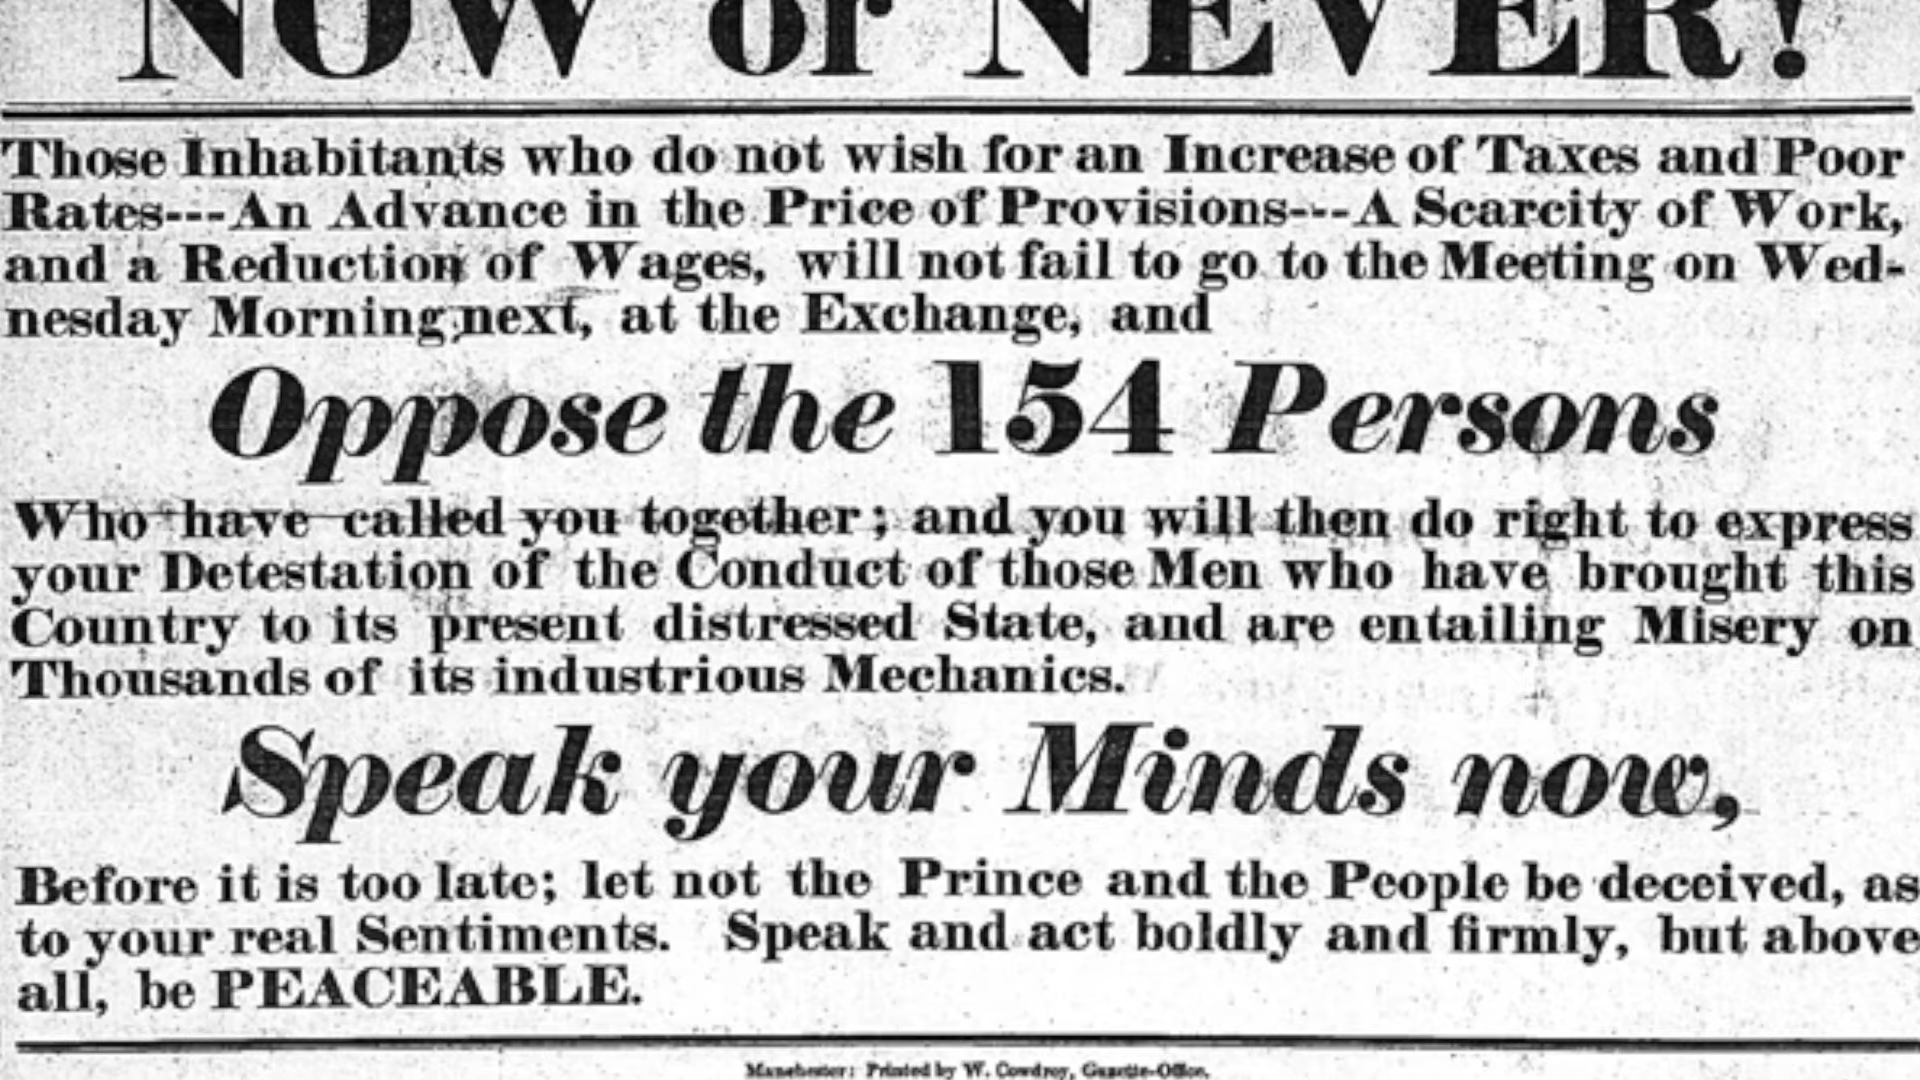 NOW or NEVER!
Those Inhabitants who do not wish for an Increase of Taxes and Poor
Rates---An Advance in the Price of Provisions---A Scarcity of Work,
and a Reduction of Wages, will not fail to go to the Meeting on Wed-
nesday Morning next, at the Exchange, and
Oppose the 154 Persons
Who have called you together; and you will then do right to express
your Detestation of the Conduct of those Men who have brought this
Country to its present distressed State, and are entailing Misery on
Thousands of its industrious Mechanics.
Speak your Minds now,
Before it is too late; let not the Prince and the People be deceived, as
to your real Sentiments. Speak and act boldly and firmly, but above
all, be PEACEABLE.
Manchester: Printed by W. Cowdroy, Gazette-Office.